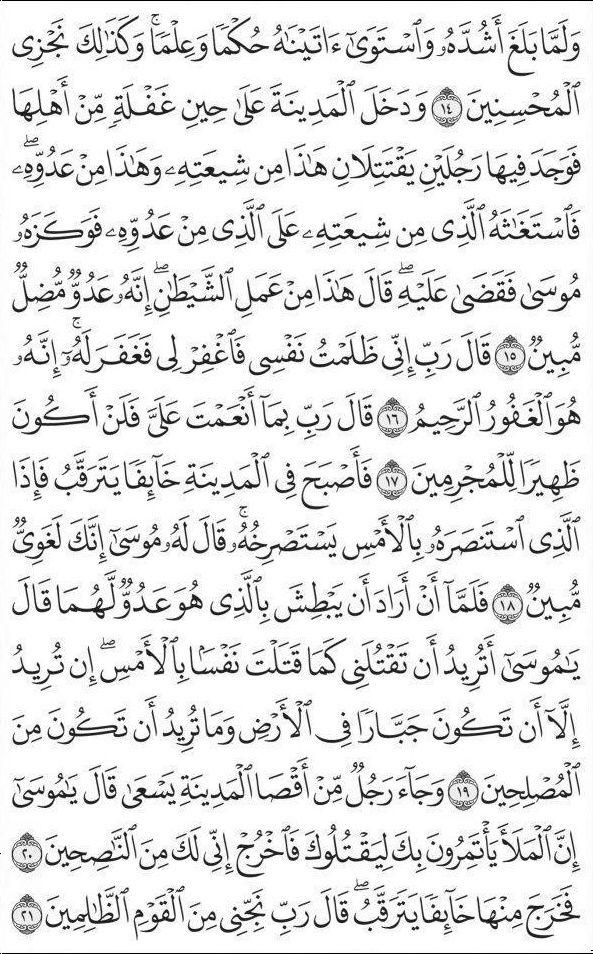 وَلَمَّا بَلَغَ أَشُدَّهُۥ وَٱسۡتَوَىٰٓ ءَاتَيۡنَٰهُ حُكۡمٗا وَعِلۡمٗاۚ وَكَذَٰلِكَ نَجۡزِي
ٱلۡمُحۡسِنِينَ ١٤ وَدَخَلَ ٱلۡمَدِينَةَ عَلَىٰ حِينِ غَفۡلَةٖ مِّنۡ أَهۡلِهَا
فَوَجَدَ فِيهَا رَجُلَيۡنِ يَقۡتَتِلَانِ هَٰذَا مِن شِيعَتِهِۦ وَهَٰذَا مِنۡ عَدُوِّهِۦۖ
فَٱسۡتَغَٰثَهُ ٱلَّذِي مِن شِيعَتِهِۦ عَلَى ٱلَّذِي مِنۡ عَدُوِّهِۦ فَوَكَزَهُۥ
مُوسَىٰ فَقَضَىٰ عَلَيۡهِۖ قَالَ هَٰذَا مِنۡ عَمَلِ ٱلشَّيۡطَٰنِۖ إِنَّهُۥ عَدُوّٞ مُّضِلّٞ
مُّبِينٞ ١٥ قَالَ رَبِّ إِنِّي ظَلَمۡتُ نَفۡسِي فَٱغۡفِرۡ لِي فَغَفَرَ لَهُۥٓۚ إِنَّهُۥ
هُوَ ٱلۡغَفُورُ ٱلرَّحِيمُ ١٦ قَالَ رَبِّ بِمَآ أَنۡعَمۡتَ عَلَيَّ فَلَنۡ أَكُونَ
ظَهِيرٗا لِّلۡمُجۡرِمِينَ ١٧ فَأَصۡبَحَ فِي ٱلۡمَدِينَةِ خَآئِفٗا يَتَرَقَّبُ فَإِذَا
ٱلَّذِي ٱسۡتَنصَرَهُۥ بِٱلۡأَمۡسِ يَسۡتَصۡرِخُهُۥۚ قَالَ لَهُۥ مُوسَىٰٓ إِنَّكَ لَغَوِيّٞ
مُّبِينٞ ١٨ فَلَمَّآ أَنۡ أَرَادَ أَن يَبۡطِشَ بِٱلَّذِي هُوَ عَدُوّٞ لَّهُمَا قَالَ
يَٰمُوسَىٰٓ أَتُرِيدُ أَن تَقۡتُلَنِي كَمَا قَتَلۡتَ نَفۡسَۢا بِٱلۡأَمۡسِۖ إِن تُرِيدُ
إِلَّآ أَن تَكُونَ جَبَّارٗا فِي ٱلۡأَرۡضِ وَمَا تُرِيدُ أَن تَكُونَ مِنَ
ٱلۡمُصۡلِحِينَ ١٩ وَجَآءَ رَجُلٞ مِّنۡ أَقۡصَا ٱلۡمَدِينَةِ يَسۡعَىٰ قَالَ يَٰمُوسَىٰٓ
إِنَّ ٱلۡمَلَأَ يَأۡتَمِرُونَ بِكَ لِيَقۡتُلُوكَ فَٱخۡرُجۡ إِنِّي لَكَ مِنَ ٱلنَّٰصِحِينَ ٢٠
فَخَرَجَ مِنۡهَا خَآئِفٗا يَتَرَقَّبُۖ قَالَ رَبِّ نَجِّنِي مِنَ ٱلۡقَوۡمِ ٱلظَّٰلِمِينَ ٢١